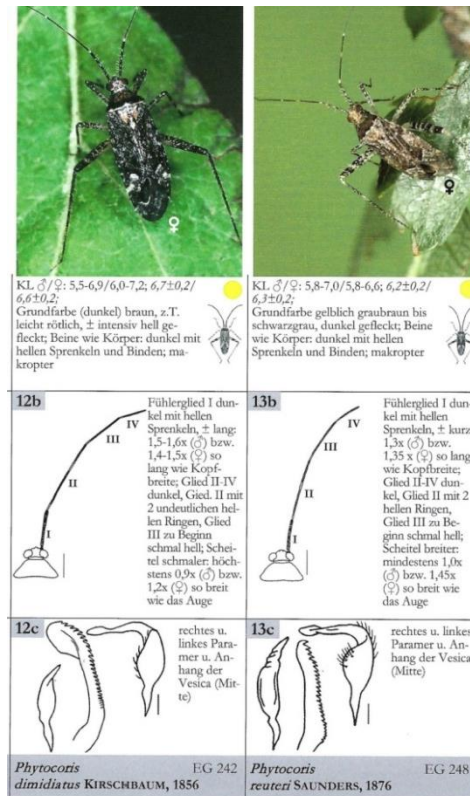 ♀
KL ♂/♀: 5,5-6,9/6,0-7,2; 6,7±0,2/
6,6±0,2;
Grundfarbe (dunkel) braun, z.T.
leicht rötlich, ± intensiv hell ge-
fleckt; Beine wie Körper: dunkel mit
hellen Sprenkeln und Binden; ma-
kropter
12b
IV
III
II
I
Fühlerglied I dun-
kel mit hellen
Sprenkeln, ± lang:
1,5-1,6x (♂) bzw.
1,4-1,5x (♀) so
lang wie Kopf-
breite; Glied II-IV
dunkel, Gied. II mit
2 undeutlichen hel-
len Ringen, Glied
III zu Beginn
schmal hell; Schei-
tel schmaler: höch-
stens 0,9x (♂) bzw.
1,2x (♀) so breit
wie das Auge
12c
rechtes u.
linkes Para-
mer u. An-
hang der
Vesica (Mit-
te)
Phytocoris EG 242
dimidiatus KIRSCHBAUM, 1856
♀
KL ♂/♀: 5,8-7,0/5,8-6,6; 6,2±0,2/
6,3±0,2;
Grundfarbe gelblich graubraun bis
schwarzgrau, dunkel gefleckt; Beine
wie Körper: dunkel mit hellen
Sprenkeln und Binden; makropter
13b
IV
III
II
I
Fühlerglied I dun-
kel mit hellen
Sprenkeln, ± kurz:
1,3x (♂) bzw.
1,35 x (♀) so lang
wie Kopfbreite;
Glied II-IV dun-
kel, Glied II mit 2
hellen Ringen,
Glied III zu Be-
ginn schmal hell;
Scheitel breiter:
mindestens 1,0x
(♂) bzw. 1,45x
(♀) so breit wie
das Auge
13c
rechtes u. linkes
Paramer u. An-
hang der Vesica
(Mitte)
Phytocoris EG 248
reuteri SAUNDERS, 1876